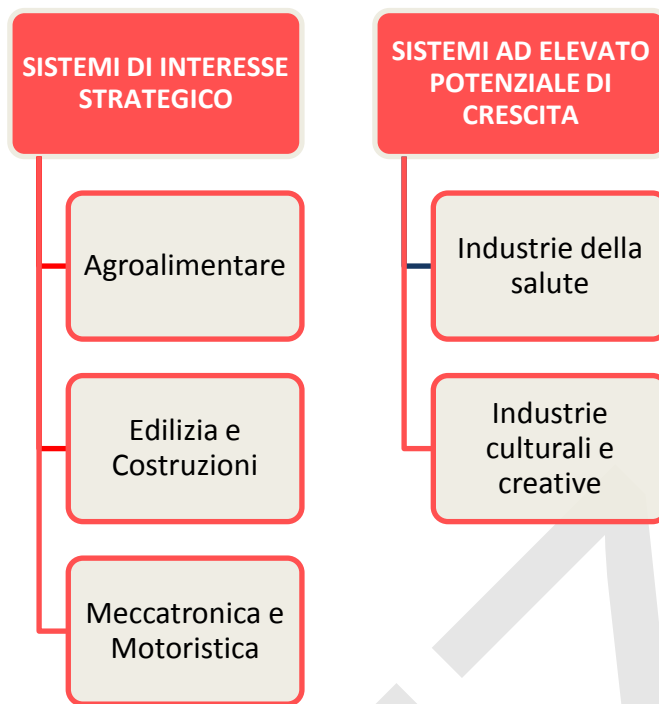 SISTEMI DI INTERESSE
STRATEGICO
Agroalimentare
Edilizia e
Costruzioni
Meccatronica e
Motoristica
SISTEMI AD ELEVATO
POTENZIALE DI
CRESCITA
Industrie della
salute
Industrie
culturali e
creative